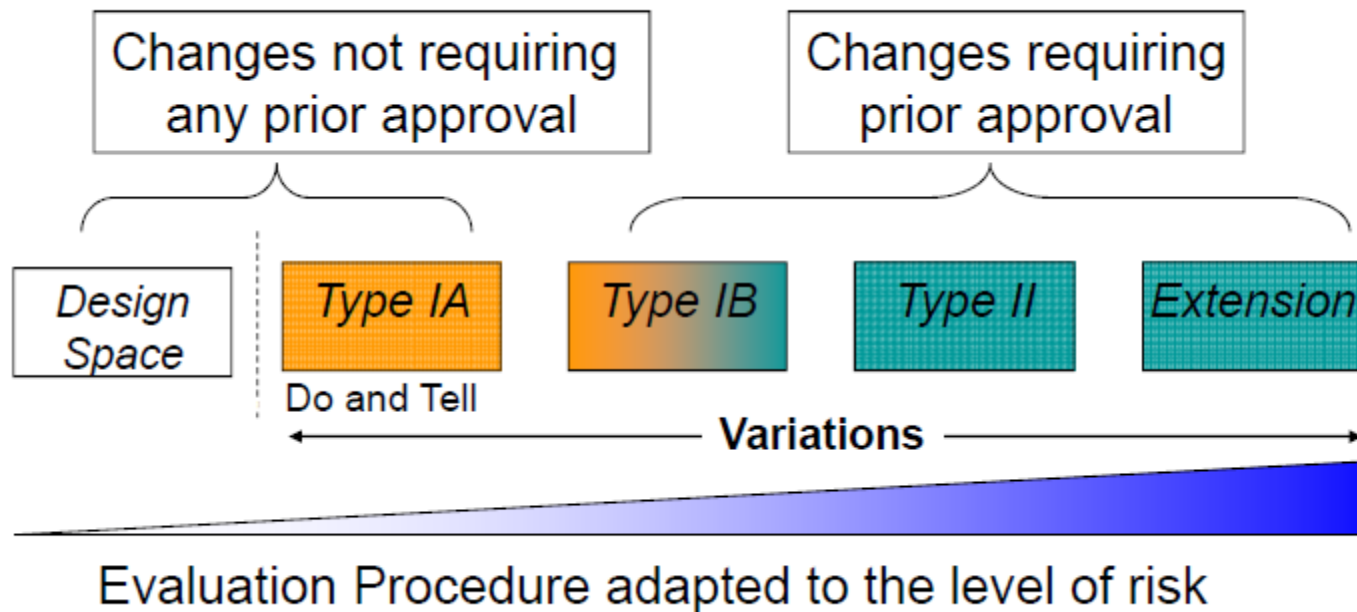 Changes not requiring
any prior approval
Changes requiring
prior approval
Design
Space
Type IA
Type IB
Type II
Extension
Do and Tell
Variations
Evaluation Procedure adapted to the level of risk